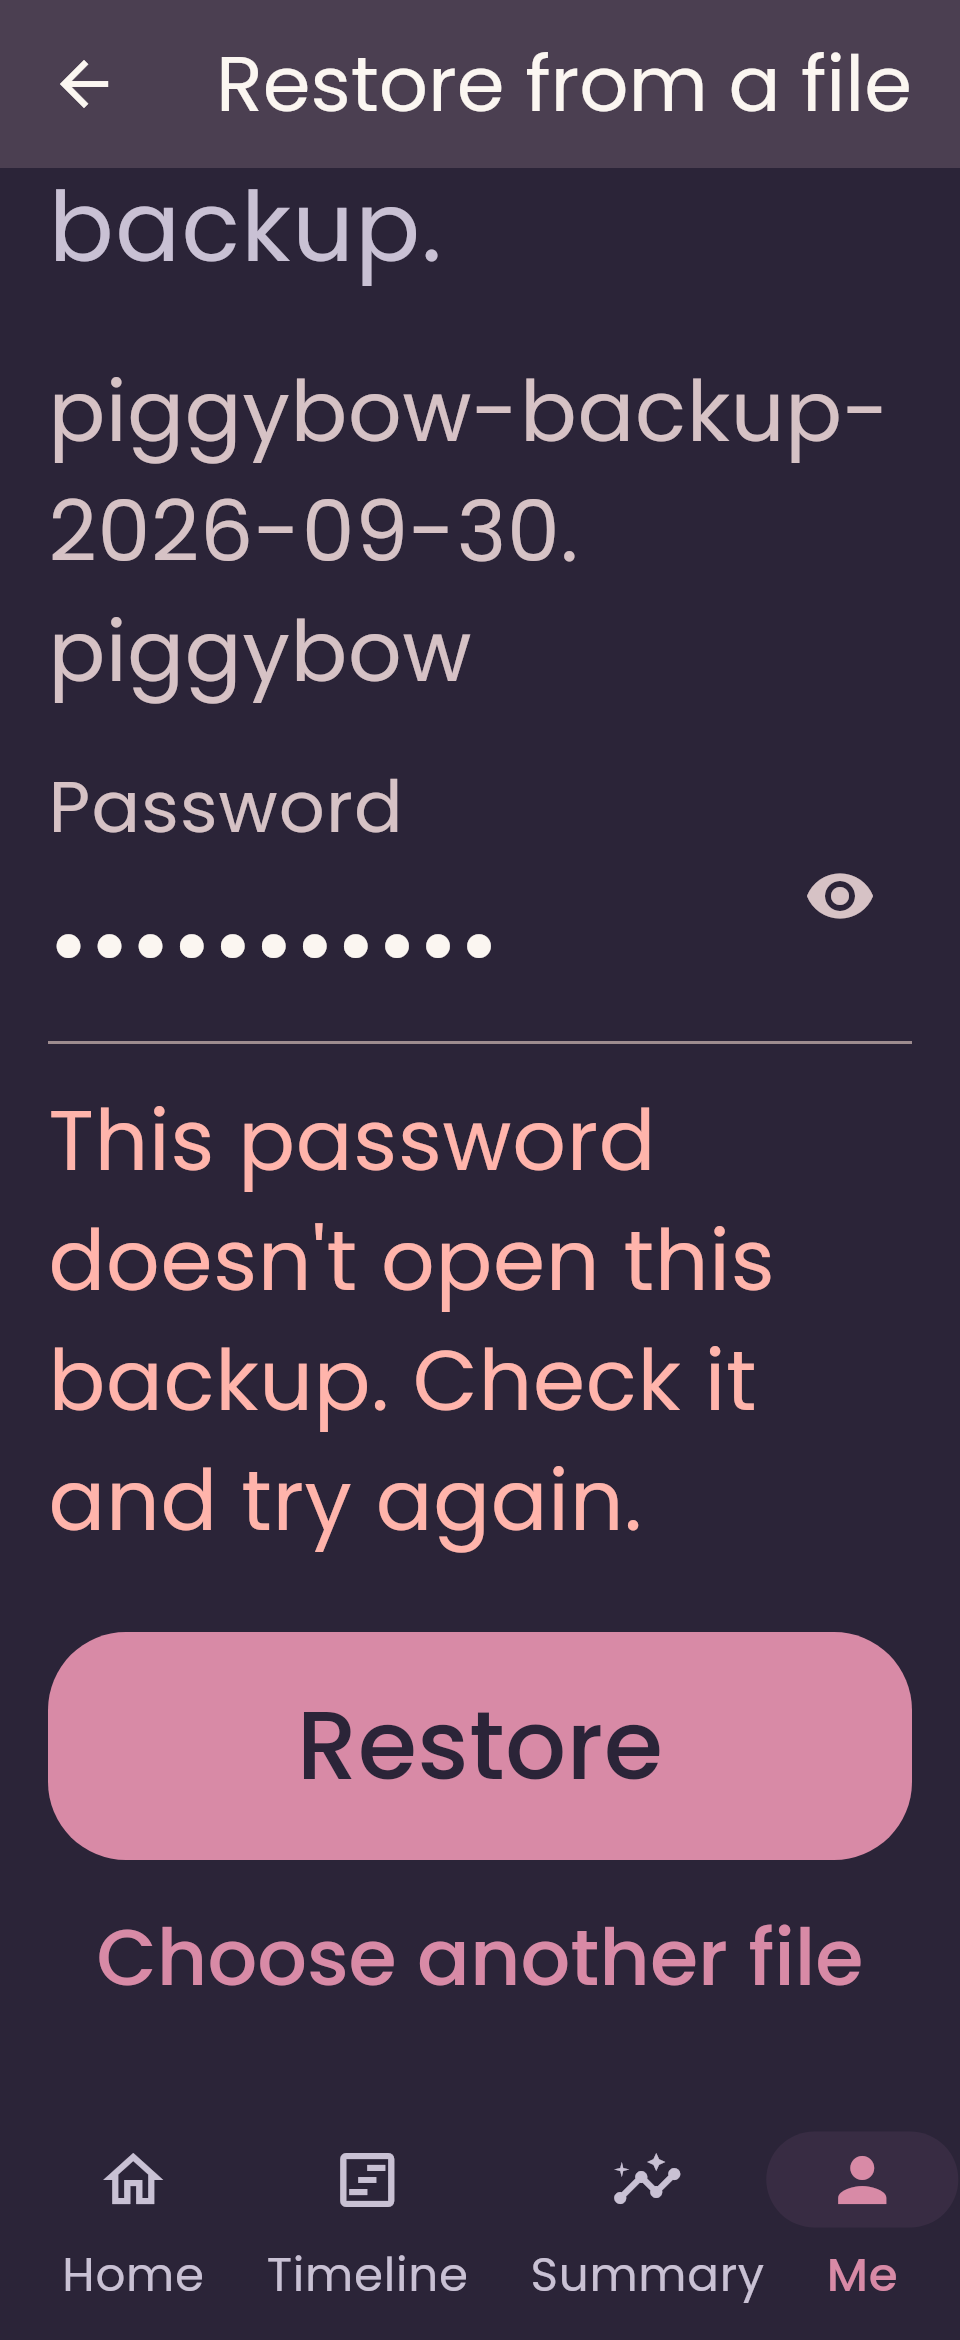 Restore from a file
backup.
piggybow-backup-
2026-09-30.
piggybow
Password
•••••••••••
This password
doesn't open this
backup. Check it
and try again.
Restore
Choose another file
Home Timeline Summary Me